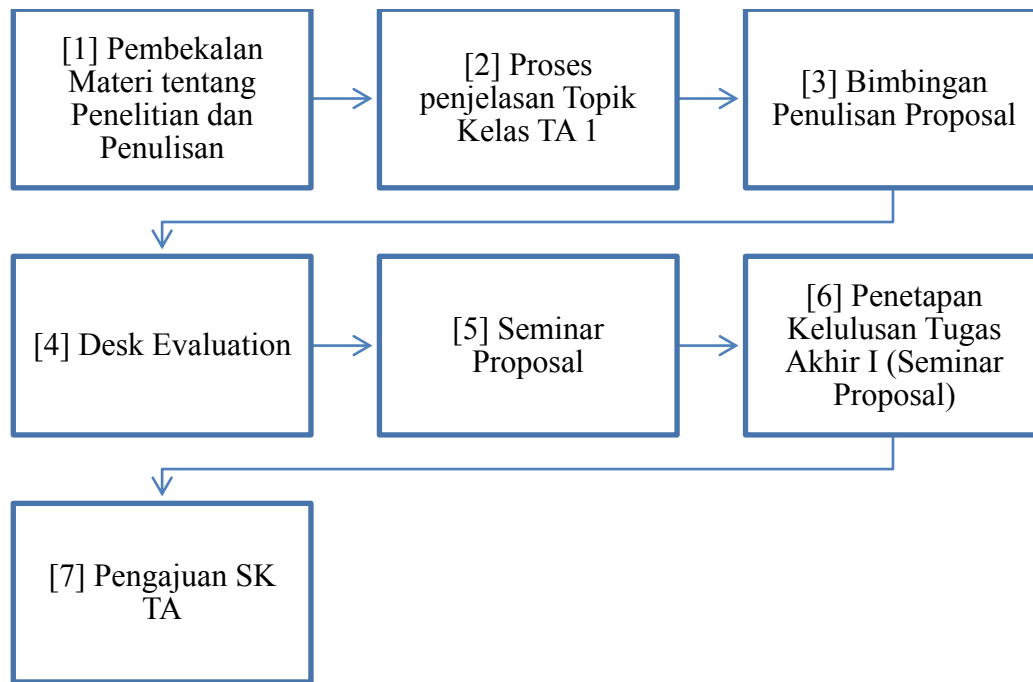 [1] Pembekalan
Materi tentang
Penelitian dan
Penulisan
[2] Proses
penjelasan Topik
Kelas TA 1
[3] Bimbingan
Penulisan Proposal
[4] Desk Evaluation
[5] Seminar
Proposal
[6] Penetapan
Kelulusan Tugas
Akhir I (Seminar
Proposal)
[7] Pengajuan SK
TA